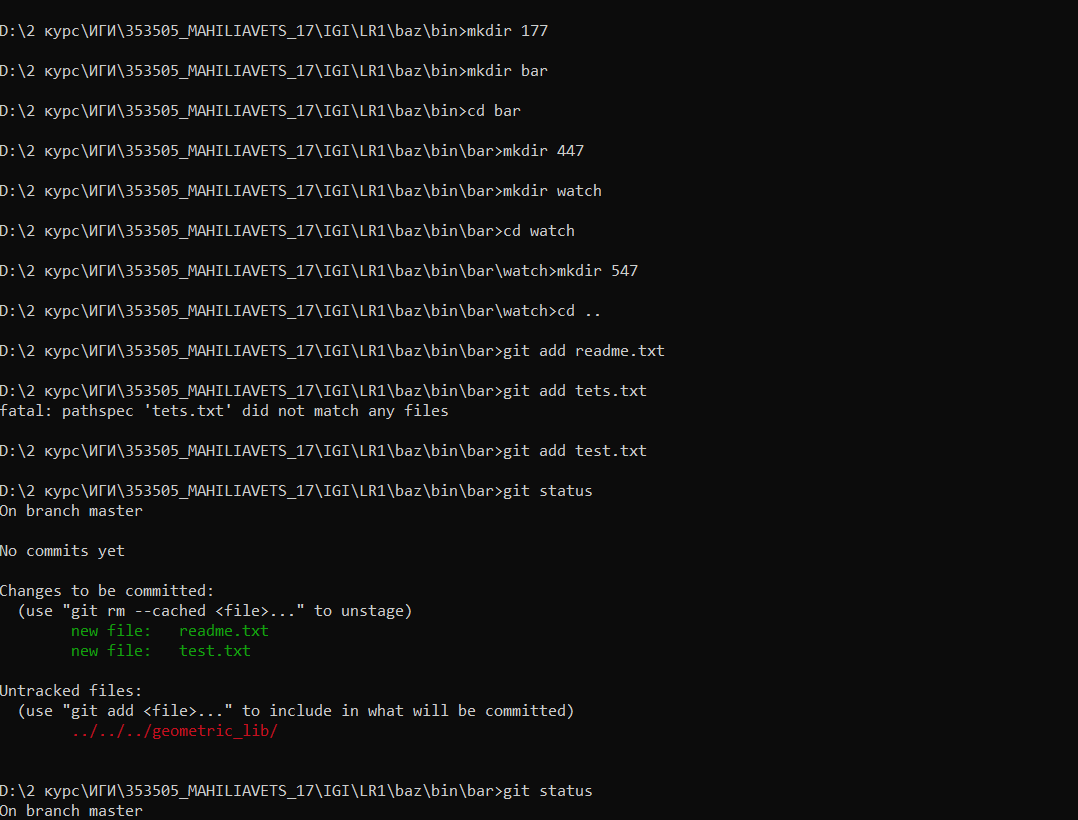 D:\2 курс\ИГИ\353505_MAHILIAVETS_17\IGI\LR1\baz\bin>mkdir 177
D:\2 курс\ИГИ\353505_MAHILIAVETS_17\IGI\LR1\baz\bin>mkdir bar
D:\2 курс\ИГИ\353505_MAHILIAVETS_17\IGI\LR1\baz\bin>cd bar
D:\2 курс\ИГИ\353505_MAHILIAVETS_17\IGI\LR1\baz\bin\bar>mkdir 447
D:\2 курс\ИГИ\353505_MAHILIAVETS_17\IGI\LR1\baz\bin\bar>mkdir watch
D:\2 курс\ИГИ\353505_MAHILIAVETS_17\IGI\LR1\baz\bin\bar>cd watch
D:\2 курс\ИГИ\353505_MAHILIAVETS_17\IGI\LR1\baz\bin\bar\watch>mkdir 547
D:\2 курс\ИГИ\353505_MAHILIAVETS_17\IGI\LR1\baz\bin\bar\watch>cd ..
D:\2 курс\ИГИ\353505_MAHILIAVETS_17\IGI\LR1\baz\bin\bar>git add readme.txt
D:\2 курс\ИГИ\353505_MAHILIAVETS_17\IGI\LR1\baz\bin\bar>git add tets.txt
fatal: pathspec 'tets.txt' did not match any files
D:\2 курс\ИГИ\353505_MAHILIAVETS_17\IGI\LR1\baz\bin\bar>git add test.txt
D:\2 курс\ИГИ\353505_MAHILIAVETS_17\IGI\LR1\baz\bin\bar>git status
On branch master
No commits yet
Changes to be committed:
(use "git rm --cached <file>..." to unstage)
new file: readme.txt
new file: test.txt
Untracked files:
(use "git add <file>..." to include in what will be committed)
../../../geometric_lib/
D:\2 курс\ИГИ\353505_MAHILIAVETS_17\IGI\LR1\baz\bin\bar>git status
On branch master